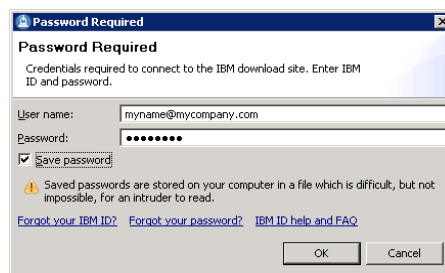 Password Required
Password Required
Credentials required to connect to the IBM download site. Enter IBM
ID and password.
User name:
myname@mycompany.com
Password:
●●●●●●●●
Save password
Saved passwords are stored on your computer in a file which is difficult, but not
impossible, for an intruder to read.
Forgot your IBM ID? Forgot your password? IBM ID help and FAQ
OK Cancel